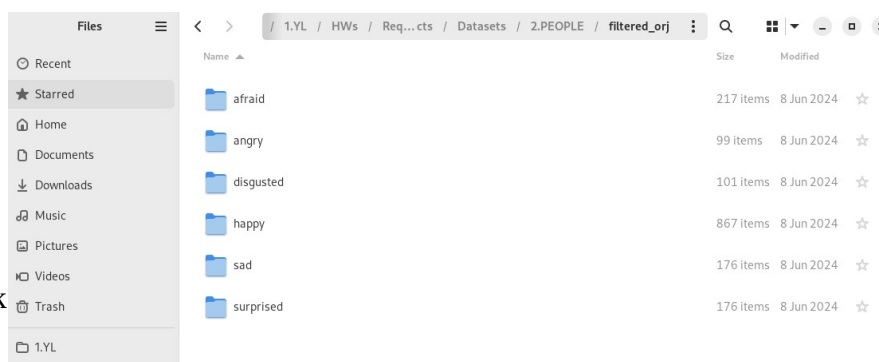 Files
/ 1.YL / HWs / Req...cts / Datasets / 2.PEOPLE / filtered_orj
Name Size Modified
Recent
Starred
Home
Documents
Downloads
Music
Pictures
Videos
Trash
1.YL
afraid 217 items 8 Jun 2024
angry 99 items 8 Jun 2024
disgusted 101 items 8 Jun 2024
happy 867 items 8 Jun 2024
sad 176 items 8 Jun 2024
surprised 176 items 8 Jun 2024